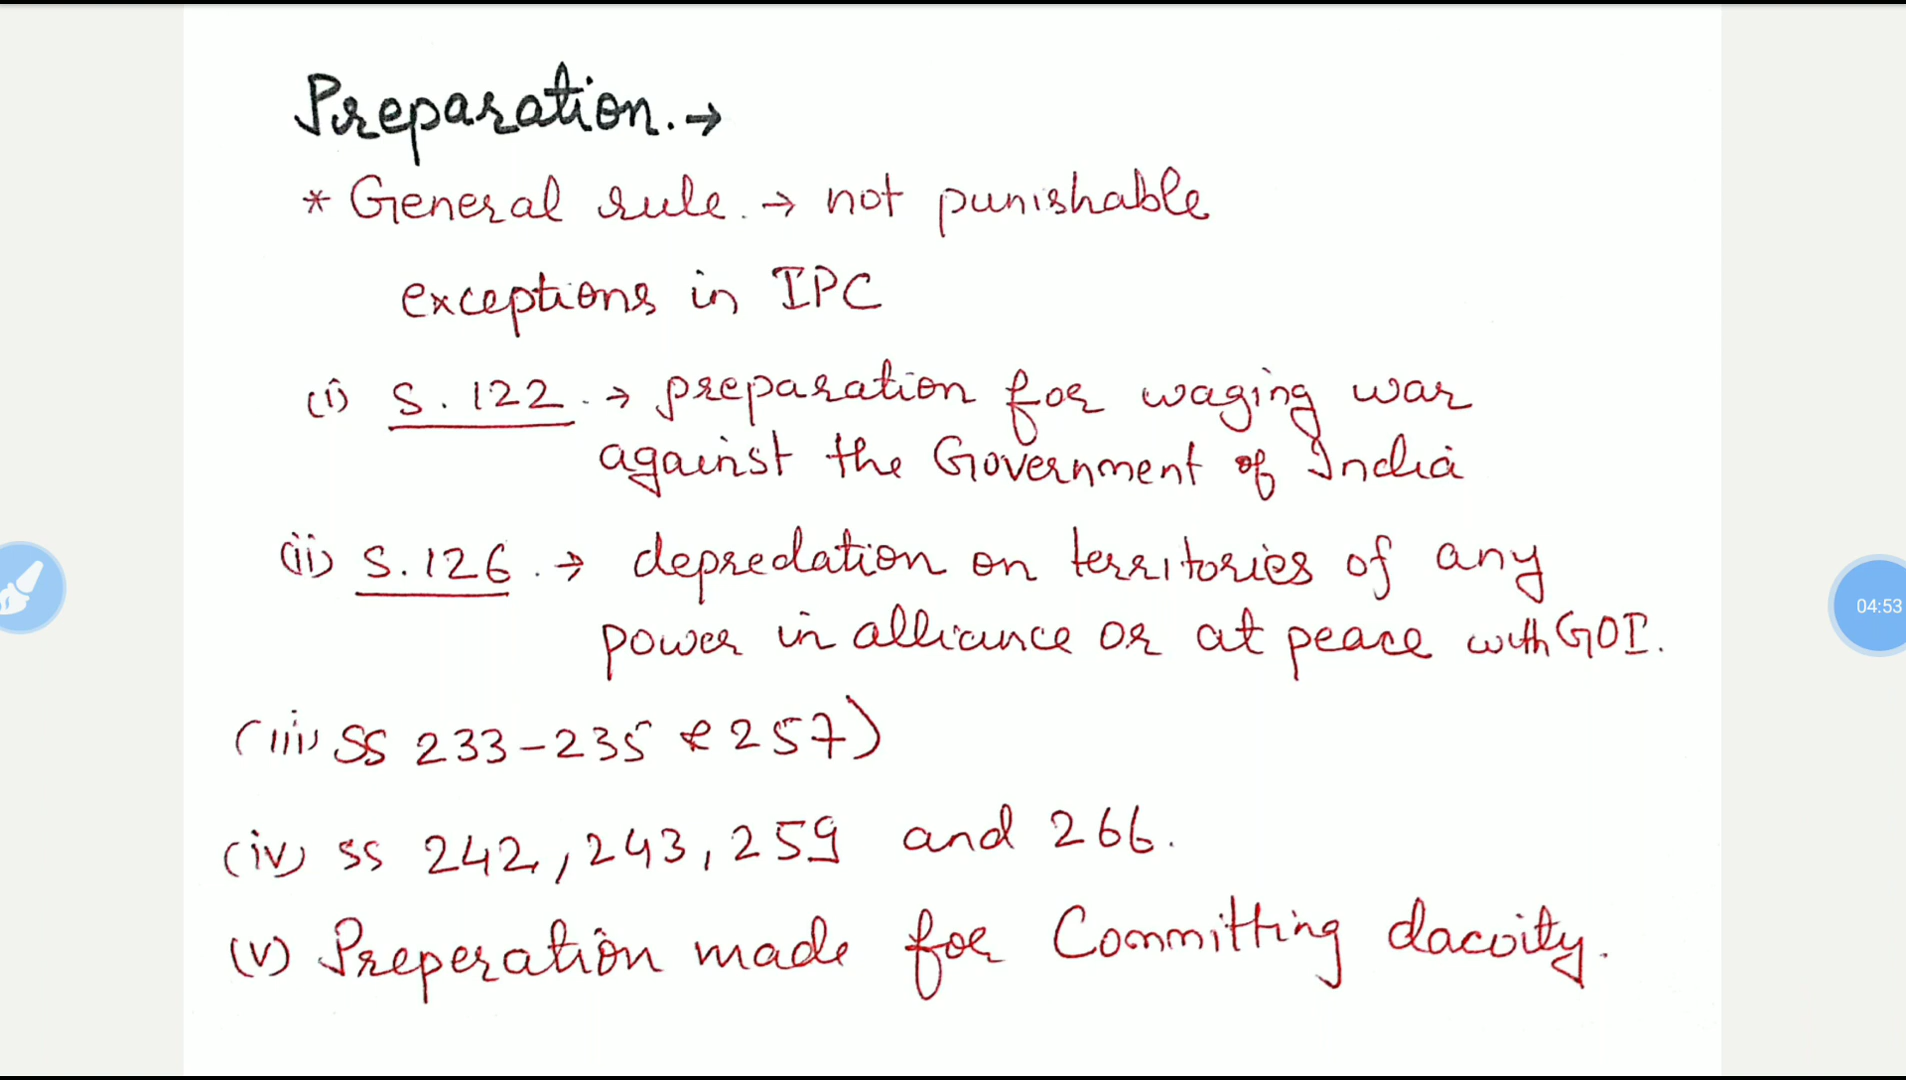 Preparation. →
* General rule. → not punishable
exceptions in IPC
(i) S. 122. → preparation for waging war
against the Government of India
(ii) S. 126. → depredation on territories of any
power in alliance or at peace with GOI.
(iii) SS 233-235 & 257)
(iv) SS 242, 243, 259 and 266.
(v) Preperation made for Committing dacoity.
04:53